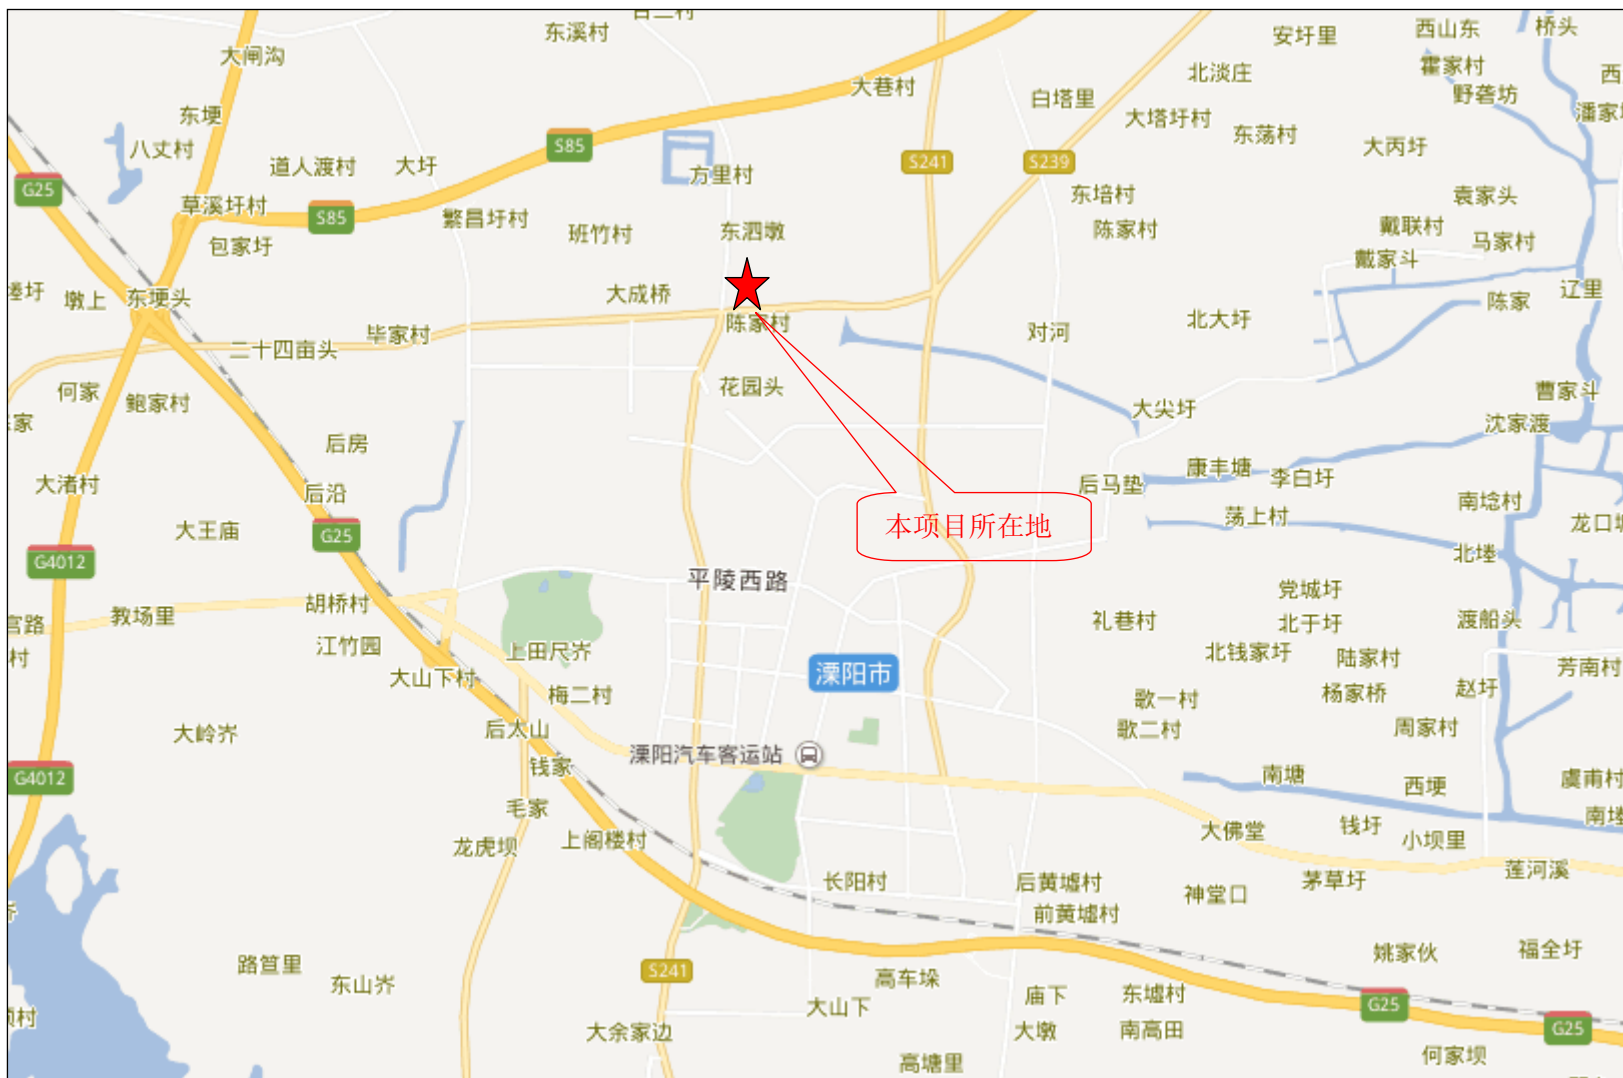 东溪村
安圩里
西山东
桥头
大闸沟
霍家村
北淡庄
大巷村
野砻坊
白塔里
东埂
大塔圩村
东荡村
S85
八丈村
大丙圩
道人渡村
大圩
S241
S239
方里村
G25
东培村
袁家头
草溪圩村
S85
繁昌圩村
班竹村
东泗墩
陈家村
戴联村
马家村
包家圩
戴家斗
墩上
东埂头
大成桥
辽里
陈家
陈家村
北大圩
对河
毕家村
二十四亩头
花园头
何家
鲍家村
曹家斗
大尖圩
沈家渡
后房
康丰塘
李白圩
大渚村
后沿
后马垫
南埝村
荡上村
本项目所在地
大王庙
G25
北塘
G4012
平陵西路
党城圩
胡桥村
教场里
宫路
礼巷村
北于圩
渡船头
江竹园
上田尺岕
北钱家圩
陆家村
芳南村
大山下村
溧阳市
梅二村
歌一村
杨家桥
赵圩
大岭岕
后太山
歌二村
周家村
溧阳汽车客运站
钱家
G4012
南塘
西埂
虞甫村
毛家
大佛堂
钱圩
小坝里
龙虎坝
上阁楼村
莲河溪
长阳村
后黄墟村
茅草圩
神堂口
前黄墟村
姚家伙
福全圩
路笪里
S241
东山岕
高车垛
庙下
东墟村
大山下
G25
大余家边
大墩
南高田
G25
高塘里
何家坝